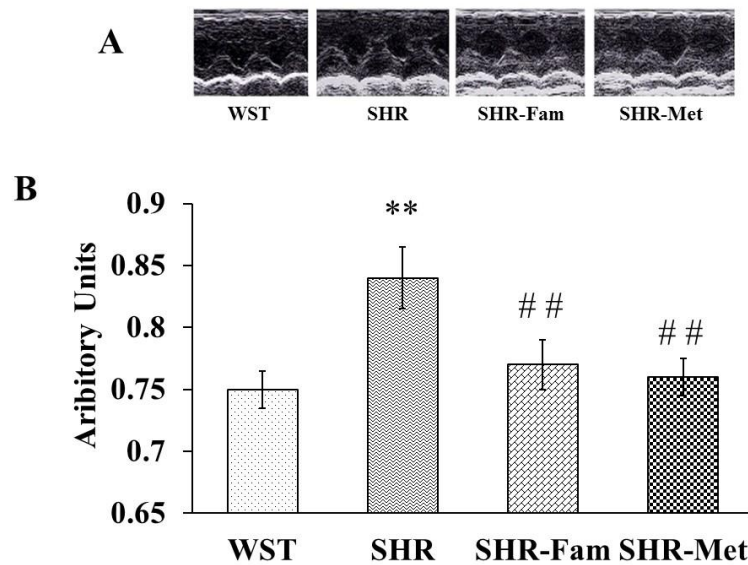 A
WST
SHR
SHR-Fam
SHR-Met
B
Aribitory Units
0.9
0.85
0.8
0.75
0.7
0.65
**
# #
# #
WST
SHR
SHR-Fam
SHR-Met